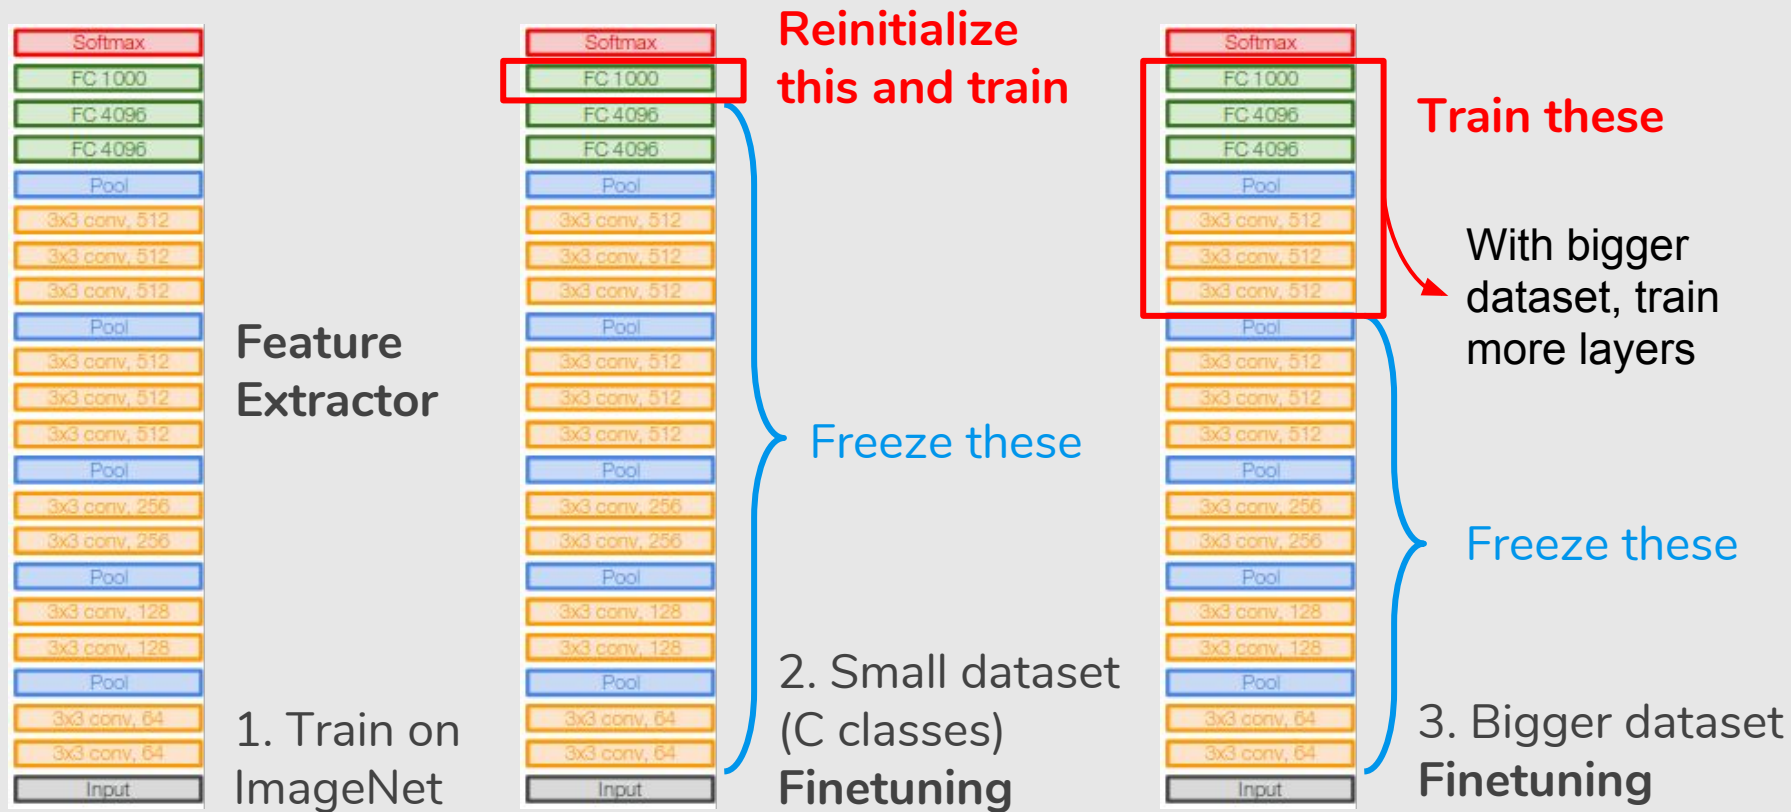 Softmax
FC 1000
FC 4096
FC 4096
Pool
3x3 conv, 512
3x3 conv, 512
3x3 conv, 512
Pool
3x3 conv, 512
3x3 conv, 512
3x3 conv, 512
Pool
3x3 conv, 256
3x3 conv, 256
Pool
3x3 conv, 128
3x3 conv, 128
Pool
3x3 conv, 64
3x3 conv, 64
Input
Feature
Extractor
1. Train on
ImageNet
Softmax
FC 1000
FC 4096
FC 4096
Pool
3x3 conv, 512
3x3 conv, 512
3x3 conv, 512
Pool
3x3 conv, 512
3x3 conv, 512
3x3 conv, 512
Pool
3x3 conv, 256
3x3 conv, 256
Pool
3x3 conv, 128
3x3 conv, 128
Pool
3x3 conv, 64
3x3 conv, 64
Input
Reinitialize
this and train
Freeze these
2. Small dataset
(C classes)
Finetuning
Softmax
FC 1000
FC 4096
FC 4096
Pool
3x3 conv, 512
3x3 conv, 512
3x3 conv, 512
Pool
3x3 conv, 512
3x3 conv, 512
3x3 conv, 512
Pool
3x3 conv, 256
3x3 conv, 256
Pool
3x3 conv, 128
3x3 conv, 128
Pool
3x3 conv, 64
3x3 conv, 64
Input
Train these
With bigger
dataset, train
more layers
Freeze these
3. Bigger dataset
Finetuning